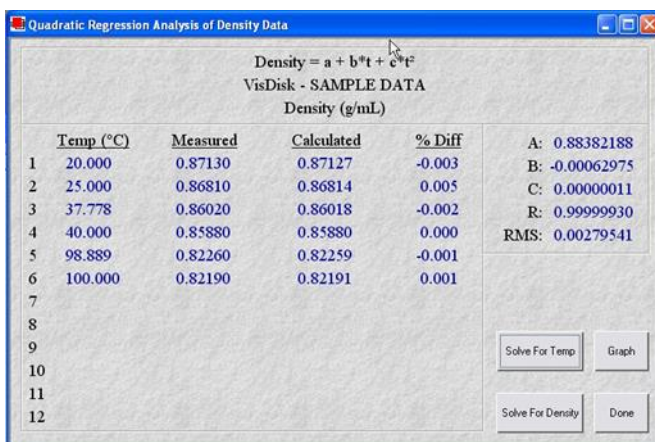 Quadratic Regression Analysis of Density Data
Density = a + b*t + c*t²
VisDisk - SAMPLE DATA
Density (g/mL)
Temp (°C) Measured Calculated % Diff
1 20.000 0.87130 0.87127 -0.003
2 25.000 0.86810 0.86814 0.005
3 37.778 0.86020 0.86018 -0.002
4 40.000 0.85880 0.85880 0.000
5 98.889 0.82260 0.82259 -0.001
6 100.000 0.82190 0.82191 0.001
7
8
9
10
11
12
A: 0.88382188
B: -0.00062975
C: 0.00000011
R: 0.99999930
RMS: 0.00279541
Solve For Temp Graph
Solve For Density Done